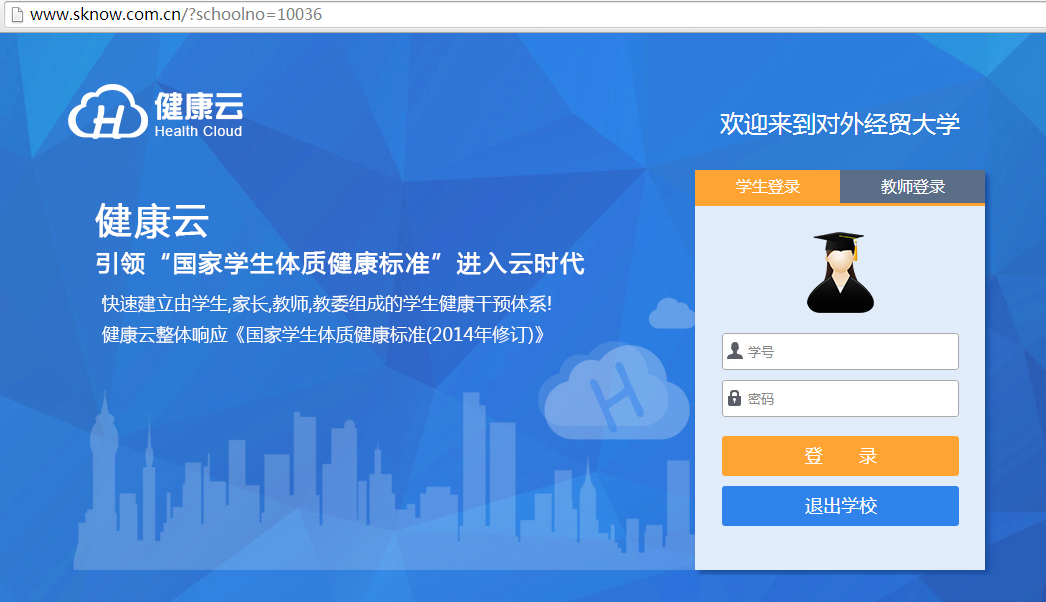 www.sknow.com.cn/?schoolno=10036
健康云
Health Cloud
欢迎来到对外经贸大学
学生登录
教师登录
健康云
引领“国家学生体质健康标准”进入云时代
快速建立由学生,家长,教师,教委组成的学生健康干预体系!
健康云整体响应《国家学生体质健康标准(2014年修订)》
学号
密码
登 录
退出学校